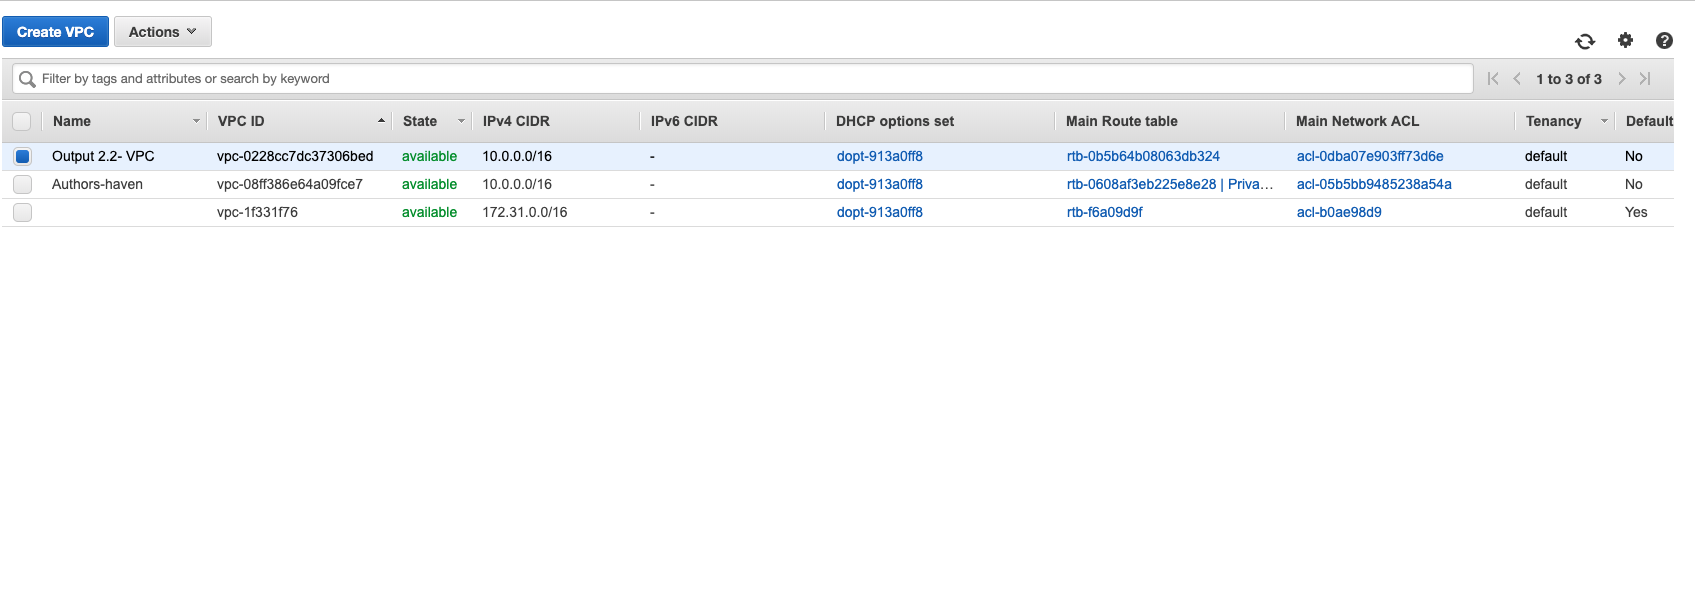 Create VPC Actions
Filter by tags and attributes or search by keyword 1 to 3 of 3
Name VPC ID State IPv4 CIDR IPv6 CIDR DHCP options set Main Route table Main Network ACL Tenancy Default
Output 2.2- VPC vpc-0228cc7dc37306bed available 10.0.0.0/16 - dopt-913a0ff8 rtb-0b5b64b08063db324 acl-0dba07e903ff73d6e default No
Authors-haven vpc-08ff386e64a09fce7 available 10.0.0.0/16 - dopt-913a0ff8 rtb-0608af3eb225e8e28 | Priva... acl-05b5bb9485238a54a default No
vpc-1f331f76 available 172.31.0.0/16 - dopt-913a0ff8 rtb-f6a09d9f acl-b0ae98d9 default Yes